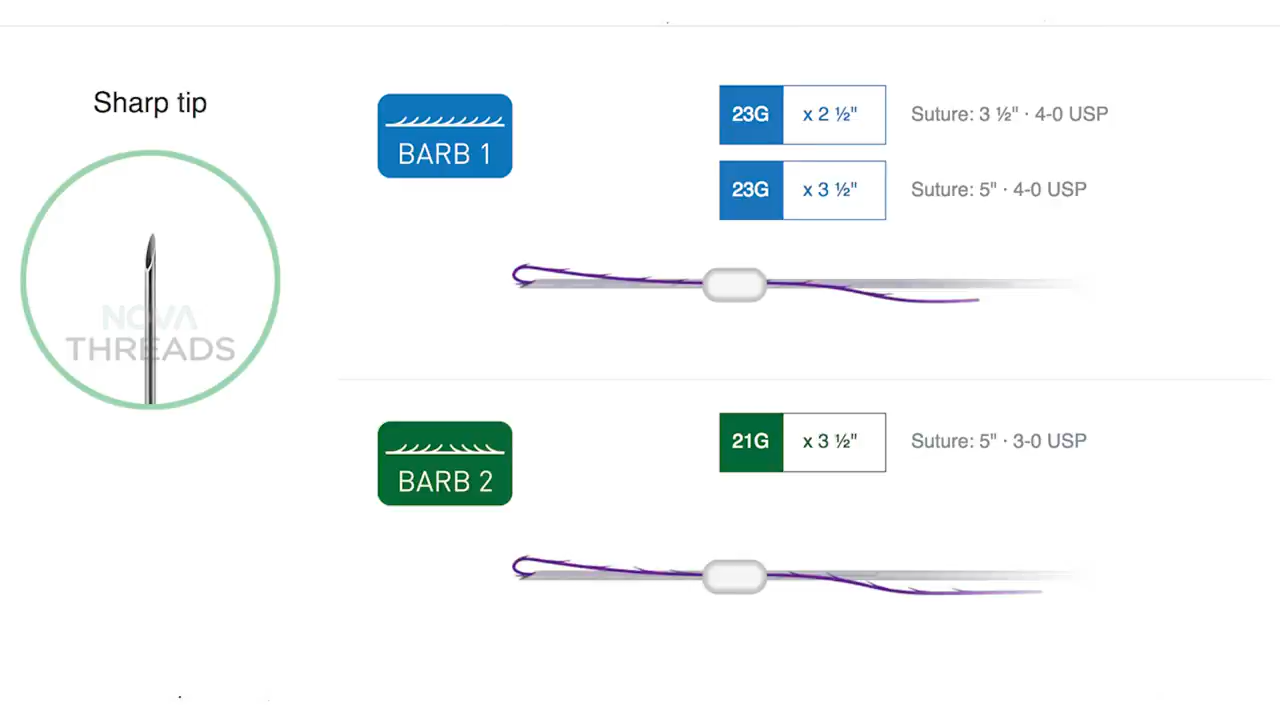 Sharp tip
NOVA
THREADS
BARB 1
23G x 2 ½" Suture: 3 ½" · 4-0 USP
23G x 3 ½" Suture: 5" · 4-0 USP
BARB 2
21G x 3 ½" Suture: 5" · 3-0 USP